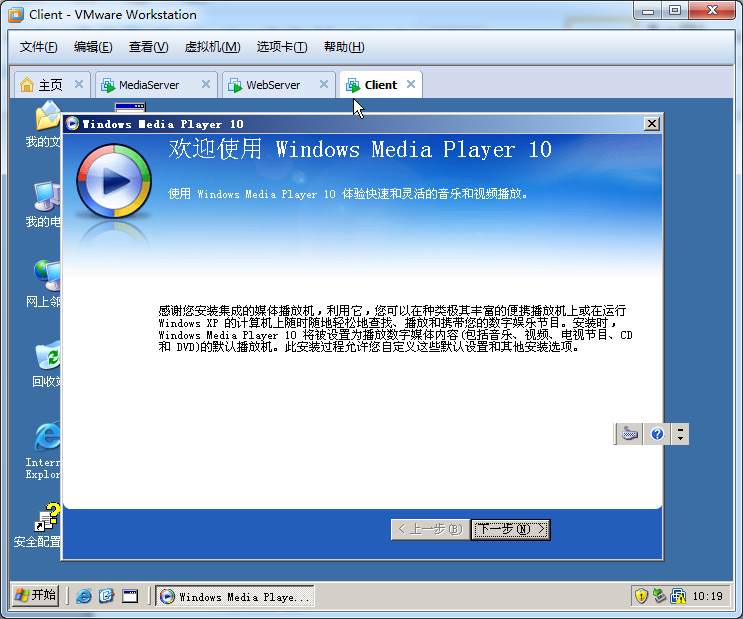 Client - VMware Workstation
文件(F) 编辑(E) 查看(V) 虚拟机(M) 选项卡(T) 帮助(H)
主页 MediaServer WebServer Client
我的文
Windows Media Player 10
欢迎使用 Windows Media Player 10
使用 Windows Media Player 10 体验快速和灵活的音乐和视频播放。
我的电
网上邻
感谢您安装集成的媒体播放机，利用它，您可以在种类极其丰富的便携播放机上或在运行
Windows XP 的计算机上随时随地轻松地查找、播放和携带您的数字娱乐节目。安装时，
Windows Media Player 10 将被设置为播放数字媒体内容(包括音乐、视频、电视节目、CD
和 DVD)的默认播放机。此安装过程允许您自定义这些默认设置和其他安装选项。
回收站
Intern
Explor
安全配置
< 上一步(B) 下一步(N) >
开始 Windows Media Playe... 10:19